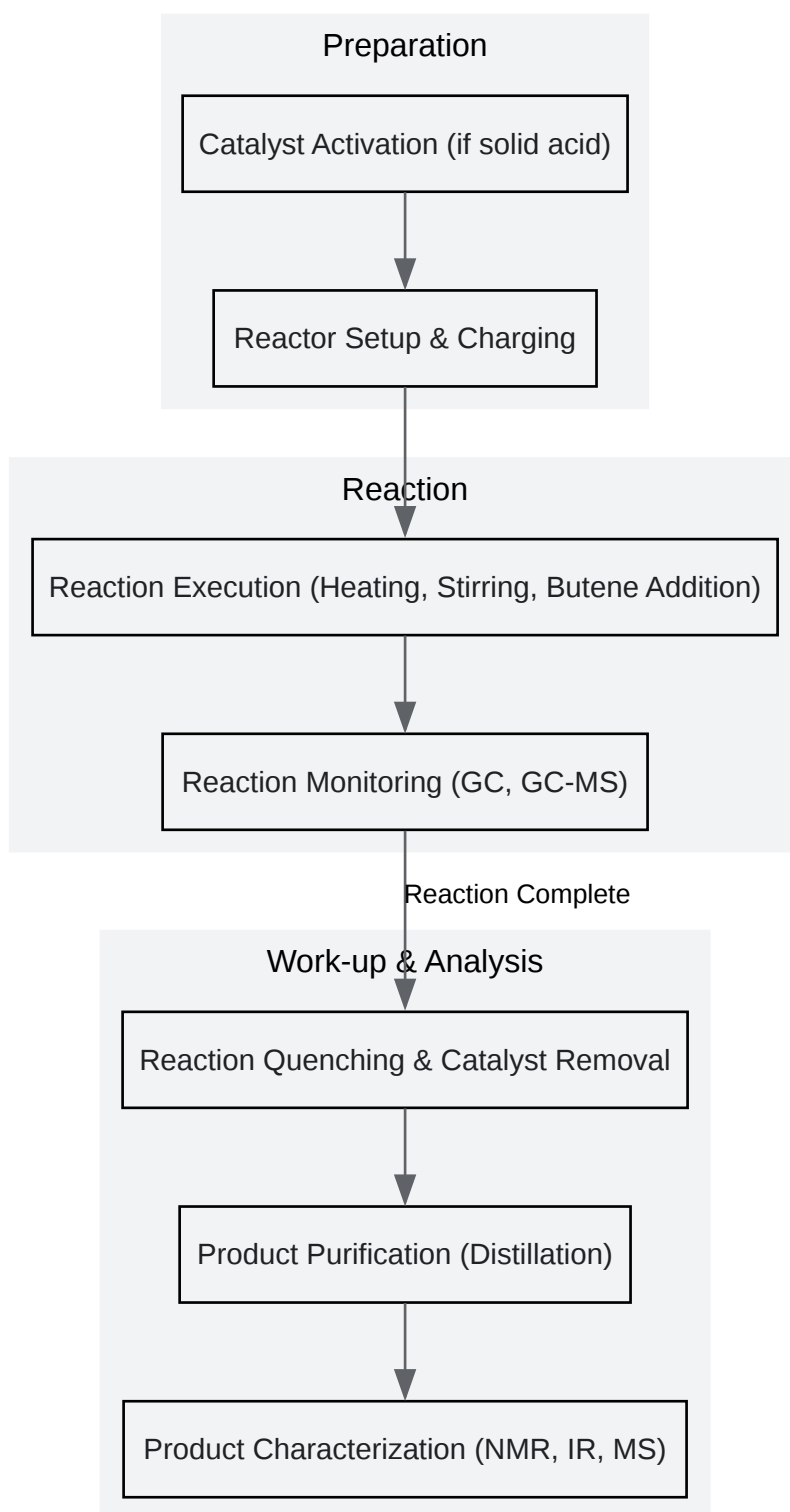 Preparation
Catalyst Activation (if solid acid)
Reactor Setup & Charging
Reaction
Reaction Execution (Heating, Stirring, Butene Addition)
Reaction Monitoring (GC, GC-MS)
Reaction Complete
Work-up & Analysis
Reaction Quenching & Catalyst Removal
Product Purification (Distillation)
Product Characterization (NMR, IR, MS)